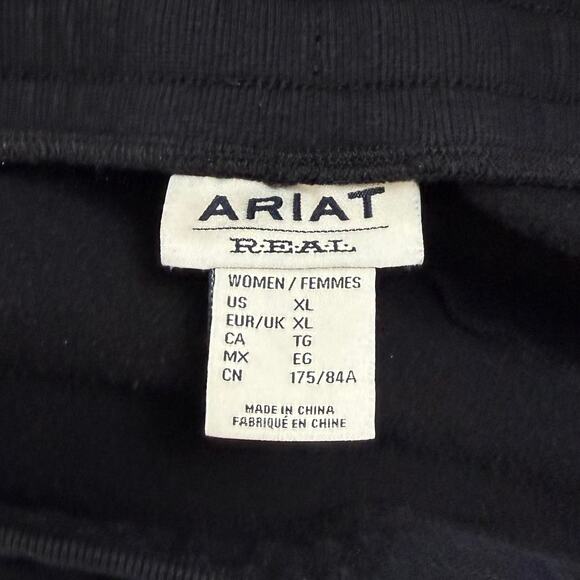 ARIAT
R·E·A·L
WOMEN / FEMMES
US XL
EUR/UK XL
CA TG
MX EG
CN 175/84A
MADE IN CHINA
FABRIQUÉ EN CHINE